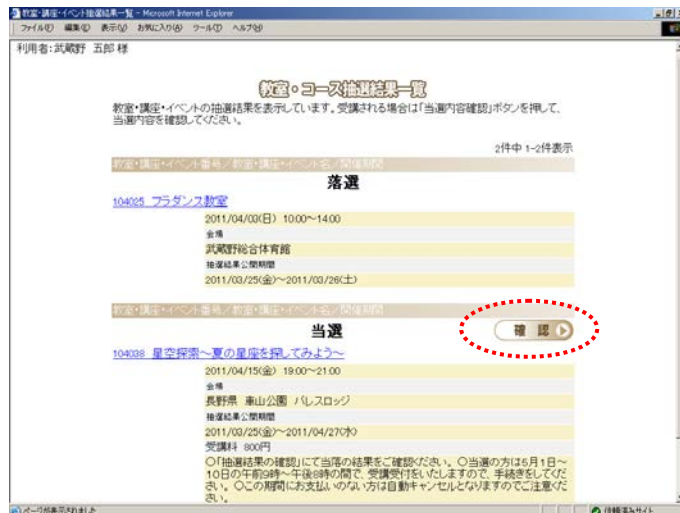 教室・講座・イベント抽選結果一覧 - Microsoft Internet Explorer
ファイル(F) 編集(E) 表示(V) お気に入り(A) ツール(T) ヘルプ(H)
利用者:武蔵野 五郎 様
教室・コース抽選結果一覧
教室・講座・イベントの抽選結果を表示しています。受講される場合は「当選内容確認」ボタンを押して、
当選内容を確認してください。
2件中 1-2件表示
教室・講座・イベント番号/教室・講座・イベント名/開催期間
落選
104025 フラダンス教室
2011/04/03(日) 10:00~14:00
会場
武蔵野総合体育館
抽選結果公開期間
2011/03/25(金)~2011/03/26(土)
教室・講座・イベント番号/教室・講座・イベント名/開催期間
当選
確 認
104038 星空探索~夏の星座を探してみよう~
2011/04/15(金) 19:00~21:00
会場
長野県 車山公園 パレスロッジ
抽選結果公開期間
2011/03/25(金)~2011/04/27(水)
受講料 800円
○「抽選結果の確認」にて当落の結果をご確認ください。○当選の方は5月1日~
10日の午前9時~午後8時の間で、受講受付をいたしますので、手続きをしてくだ
さい。○この期間にお支払いのない方は自動キャンセルとなりますのでご注意くだ
さい。
ページが表示されました
信頼済みサイト